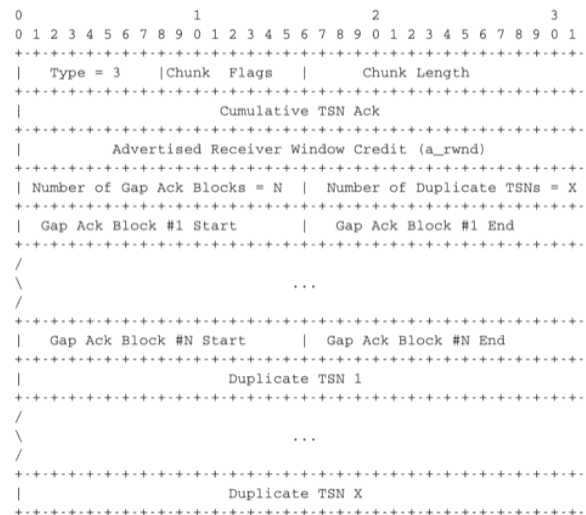 0 1 2 3
0 1 2 3 4 5 6 7 8 9 0 1 2 3 4 5 6 7 8 9 0 1 2 3 4 5 6 7 8 9 0 1
+-+-+-+-+-+-+-+-+-+-+-+-+-+-+-+-+-+-+-+-+-+-+-+-+-+-+-+-+-+-+-+-
| Type = 3 |Chunk Flags | Chunk Length
+-+-+-+-+-+-+-+-+-+-+-+-+-+-+-+-+-+-+-+-+-+-+-+-+-+-+-+-+-+-+-+-
| Cumulative TSN Ack
+-+-+-+-+-+-+-+-+-+-+-+-+-+-+-+-+-+-+-+-+-+-+-+-+-+-+-+-+-+-+-+-
| Advertised Receiver Window Credit (a_rwnd)
+-+-+-+-+-+-+-+-+-+-+-+-+-+-+-+-+-+-+-+-+-+-+-+-+-+-+-+-+-+-+-+-
| Number of Gap Ack Blocks = N | Number of Duplicate TSNs = X
+-+-+-+-+-+-+-+-+-+-+-+-+-+-+-+-+-+-+-+-+-+-+-+-+-+-+-+-+-+-+-+-
| Gap Ack Block #1 Start | Gap Ack Block #1 End
+-+-+-+-+-+-+-+-+-+-+-+-+-+-+-+-+-+-+-+-+-+-+-+-+-+-+-+-+-+-+-+-
/
\ ...
/
+-+-+-+-+-+-+-+-+-+-+-+-+-+-+-+-+-+-+-+-+-+-+-+-+-+-+-+-+-+-+-+-
| Gap Ack Block #N Start | Gap Ack Block #N End
+-+-+-+-+-+-+-+-+-+-+-+-+-+-+-+-+-+-+-+-+-+-+-+-+-+-+-+-+-+-+-+-
| Duplicate TSN 1
+-+-+-+-+-+-+-+-+-+-+-+-+-+-+-+-+-+-+-+-+-+-+-+-+-+-+-+-+-+-+-+-
/
\ ...
/
+-+-+-+-+-+-+-+-+-+-+-+-+-+-+-+-+-+-+-+-+-+-+-+-+-+-+-+-+-+-+-+-
| Duplicate TSN X
+-+-+-+-+-+-+-+-+-+-+-+-+-+-+-+-+-+-+-+-+-+-+-+-+-+-+-+-+-+-+-+-